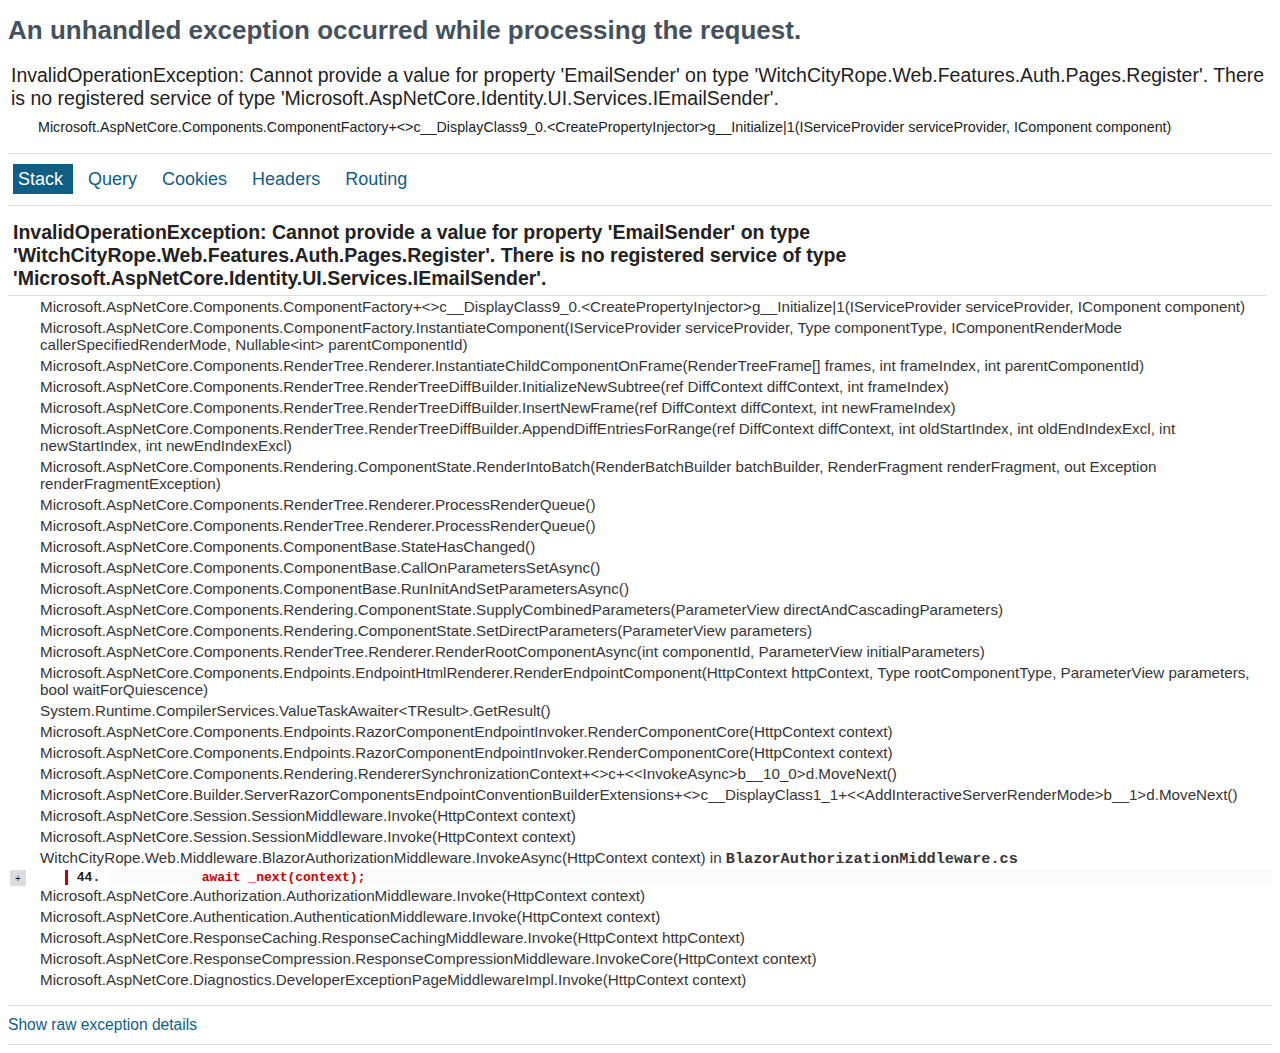 An unhandled exception occurred while processing the request.
InvalidOperationException: Cannot provide a value for property 'EmailSender' on type 'WitchCityRope.Web.Features.Auth.Pages.Register'. There
is no registered service of type 'Microsoft.AspNetCore.Identity.UI.Services.IEmailSender'.
Microsoft.AspNetCore.Components.ComponentFactory+<>c__DisplayClass9_0.<CreatePropertyInjector>g__Initialize|1(IServiceProvider serviceProvider, IComponent component)
Stack Query Cookies Headers Routing
InvalidOperationException: Cannot provide a value for property 'EmailSender' on type
'WitchCityRope.Web.Features.Auth.Pages.Register'. There is no registered service of type
'Microsoft.AspNetCore.Identity.UI.Services.IEmailSender'.
Microsoft.AspNetCore.Components.ComponentFactory+<>c__DisplayClass9_0.<CreatePropertyInjector>g__Initialize|1(IServiceProvider serviceProvider, IComponent component)
Microsoft.AspNetCore.Components.ComponentFactory.InstantiateComponent(IServiceProvider serviceProvider, Type componentType, IComponentRenderMode
callerSpecifiedRenderMode, Nullable<int> parentComponentId)
Microsoft.AspNetCore.Components.RenderTree.Renderer.InstantiateChildComponentOnFrame(RenderTreeFrame[] frames, int frameIndex, int parentComponentId)
Microsoft.AspNetCore.Components.RenderTree.RenderTreeDiffBuilder.InitializeNewSubtree(ref DiffContext diffContext, int frameIndex)
Microsoft.AspNetCore.Components.RenderTree.RenderTreeDiffBuilder.InsertNewFrame(ref DiffContext diffContext, int newFrameIndex)
Microsoft.AspNetCore.Components.RenderTree.RenderTreeDiffBuilder.AppendDiffEntriesForRange(ref DiffContext diffContext, int oldStartIndex, int oldEndIndexExcl, int
newStartIndex, int newEndIndexExcl)
Microsoft.AspNetCore.Components.Rendering.ComponentState.RenderIntoBatch(RenderBatchBuilder batchBuilder, RenderFragment renderFragment, out Exception
renderFragmentException)
Microsoft.AspNetCore.Components.RenderTree.Renderer.ProcessRenderQueue()
Microsoft.AspNetCore.Components.RenderTree.Renderer.ProcessRenderQueue()
Microsoft.AspNetCore.Components.ComponentBase.StateHasChanged()
Microsoft.AspNetCore.Components.ComponentBase.CallOnParametersSetAsync()
Microsoft.AspNetCore.Components.ComponentBase.RunInitAndSetParametersAsync()
Microsoft.AspNetCore.Components.Rendering.ComponentState.SupplyCombinedParameters(ParameterView directAndCascadingParameters)
Microsoft.AspNetCore.Components.Rendering.ComponentState.SetDirectParameters(ParameterView parameters)
Microsoft.AspNetCore.Components.RenderTree.Renderer.RenderRootComponentAsync(int componentId, ParameterView initialParameters)
Microsoft.AspNetCore.Components.Endpoints.EndpointHtmlRenderer.RenderEndpointComponent(HttpContext httpContext, Type rootComponentType, ParameterView parameters,
bool waitForQuiescence)
System.Runtime.CompilerServices.ValueTaskAwaiter<TResult>.GetResult()
Microsoft.AspNetCore.Components.Endpoints.RazorComponentEndpointInvoker.RenderComponentCore(HttpContext context)
Microsoft.AspNetCore.Components.Endpoints.RazorComponentEndpointInvoker.RenderComponentCore(HttpContext context)
Microsoft.AspNetCore.Components.Rendering.RendererSynchronizationContext+<>c+<<InvokeAsync>b__10_0>d.MoveNext()
Microsoft.AspNetCore.Builder.ServerRazorComponentsEndpointConventionBuilderExtensions+<>c__DisplayClass1_1+<<AddInteractiveServerRenderMode>b__1>d.MoveNext()
Microsoft.AspNetCore.Session.SessionMiddleware.Invoke(HttpContext context)
Microsoft.AspNetCore.Session.SessionMiddleware.Invoke(HttpContext context)
WitchCityRope.Web.Middleware.BlazorAuthorizationMiddleware.InvokeAsync(HttpContext context) in BlazorAuthorizationMiddleware.cs
+ 44. await _next(context);
Microsoft.AspNetCore.Authorization.AuthorizationMiddleware.Invoke(HttpContext context)
Microsoft.AspNetCore.Authentication.AuthenticationMiddleware.Invoke(HttpContext context)
Microsoft.AspNetCore.ResponseCaching.ResponseCachingMiddleware.Invoke(HttpContext httpContext)
Microsoft.AspNetCore.ResponseCompression.ResponseCompressionMiddleware.InvokeCore(HttpContext context)
Microsoft.AspNetCore.Diagnostics.DeveloperExceptionPageMiddlewareImpl.Invoke(HttpContext context)
Show raw exception details